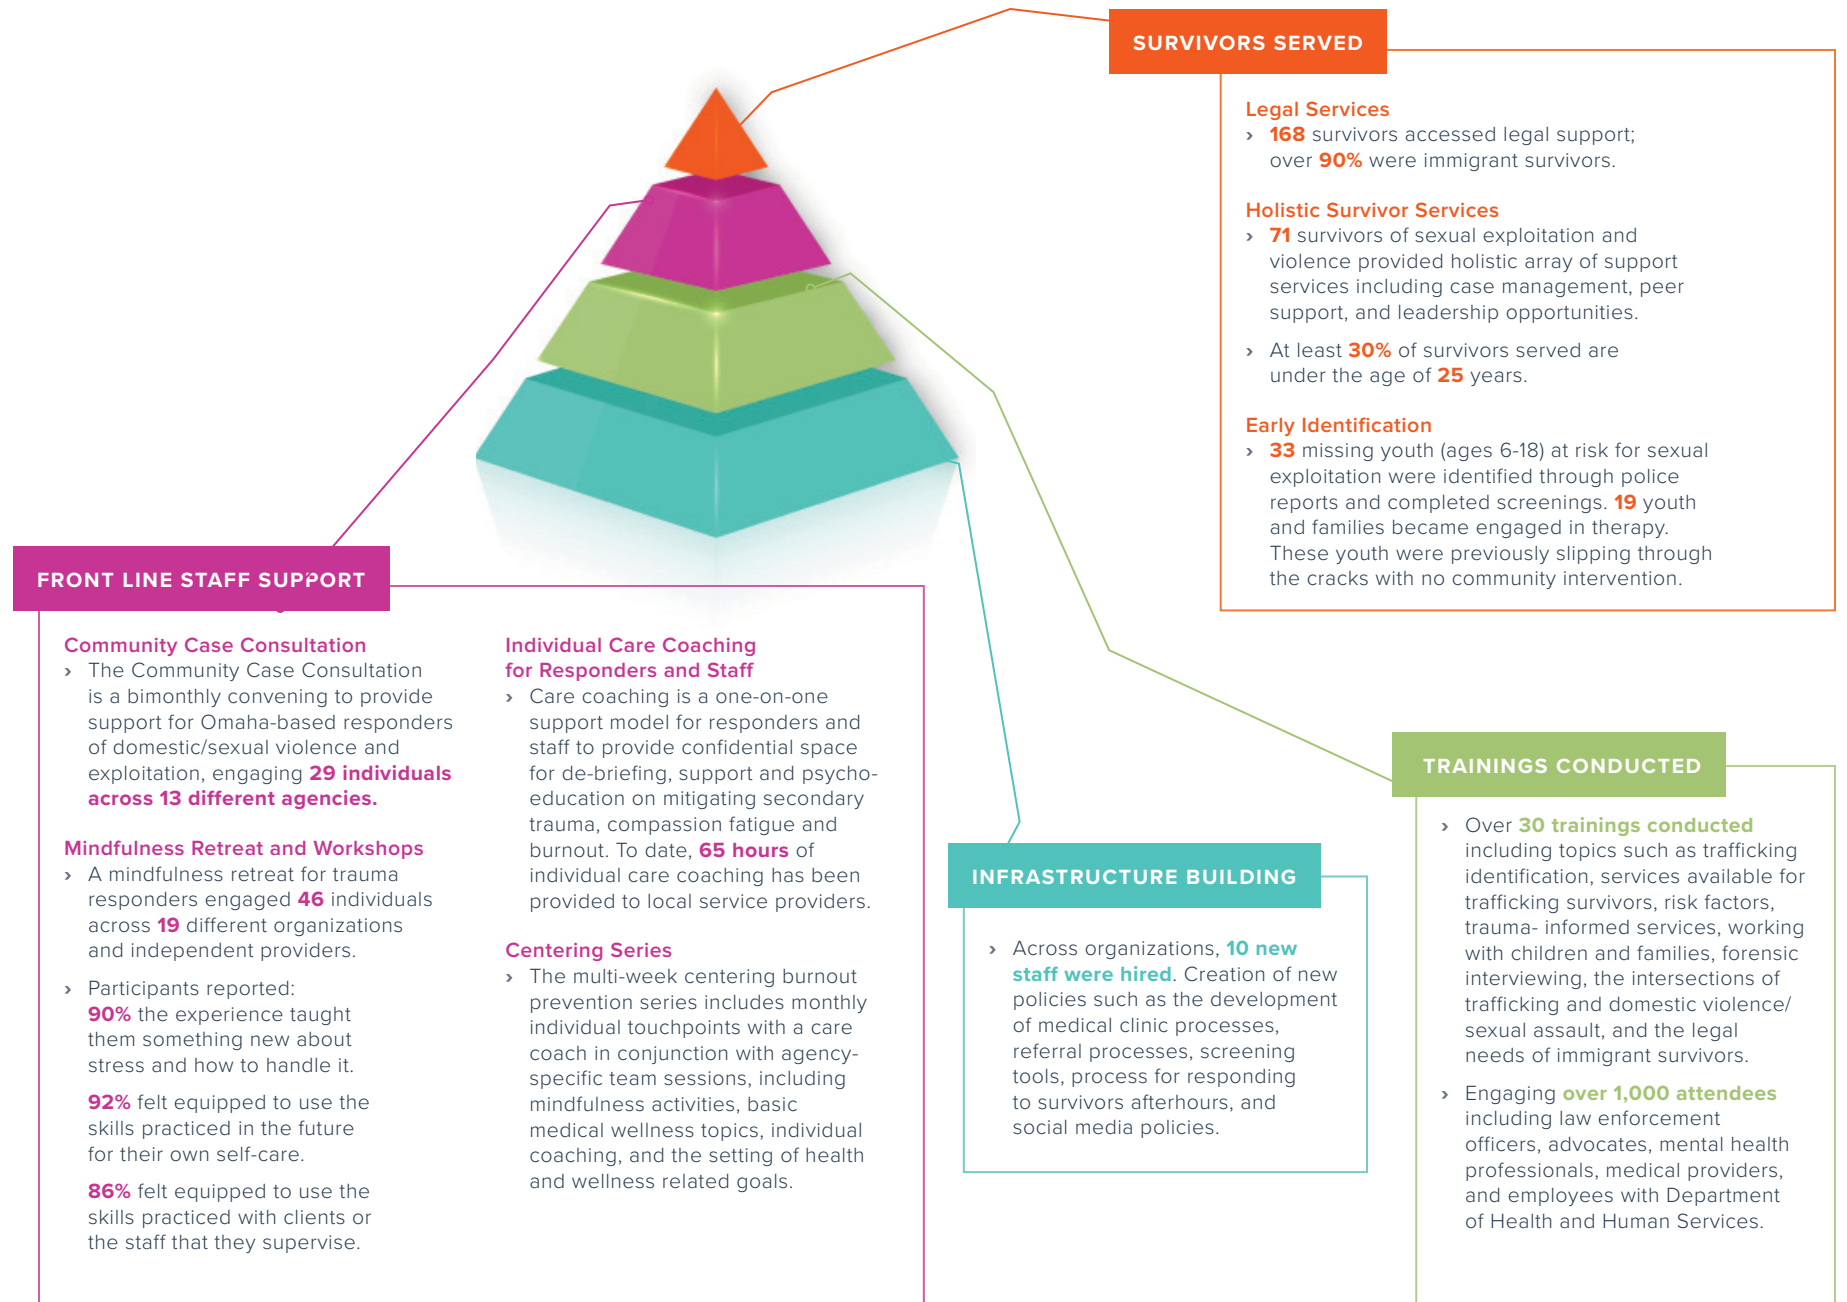 SURVIVORS SERVED
Legal Services
› 168 survivors accessed legal support;
over 90% were immigrant survivors.
Holistic Survivor Services
› 71 survivors of sexual exploitation and
violence provided holistic array of support
services including case management, peer
support, and leadership opportunities.
› At least 30% of survivors served are
under the age of 25 years.
Early Identification
› 33 missing youth (ages 6-18) at risk for sexual
exploitation were identified through police
reports and completed screenings. 19 youth
and families became engaged in therapy.
These youth were previously slipping through
the cracks with no community intervention.
FRONT LINE STAFF SUPPORT
Community Case Consultation
› The Community Case Consultation
is a bimonthly convening to provide
support for Omaha-based responders
of domestic/sexual violence and
exploitation, engaging 29 individuals
across 13 different agencies.
Mindfulness Retreat and Workshops
› A mindfulness retreat for trauma
responders engaged 46 individuals
across 19 different organizations
and independent providers.
› Participants reported:
90% the experience taught
them something new about
stress and how to handle it.
92% felt equipped to use the
skills practiced in the future
for their own self-care.
86% felt equipped to use the
skills practiced with clients or
the staff that they supervise.
Individual Care Coaching
for Responders and Staff
› Care coaching is a one-on-one
support model for responders and
staff to provide confidential space
for de-briefing, support and psycho-
education on mitigating secondary
trauma, compassion fatigue and
burnout. To date, 65 hours of
individual care coaching has been
provided to local service providers.
Centering Series
› The multi-week centering burnout
prevention series includes monthly
individual touchpoints with a care
coach in conjunction with agency-
specific team sessions, including
mindfulness activities, basic
medical wellness topics, individual
coaching, and the setting of health
and wellness related goals.
INFRASTRUCTURE BUILDING
› Across organizations, 10 new
staff were hired. Creation of new
policies such as the development
of medical clinic processes,
referral processes, screening
tools, process for responding
to survivors afterhours, and
social media policies.
TRAININGS CONDUCTED
› Over 30 trainings conducted
including topics such as trafficking
identification, services available for
trafficking survivors, risk factors,
trauma- informed services, working
with children and families, forensic
interviewing, the intersections of
trafficking and domestic violence/
sexual assault, and the legal
needs of immigrant survivors.
› Engaging over 1,000 attendees
including law enforcement
officers, advocates, mental health
professionals, medical providers,
and employees with Department
of Health and Human Services.